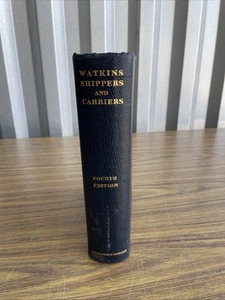 WATKINS
SHIPPERS
AND
CARRIERS
FOURTH
EDITION